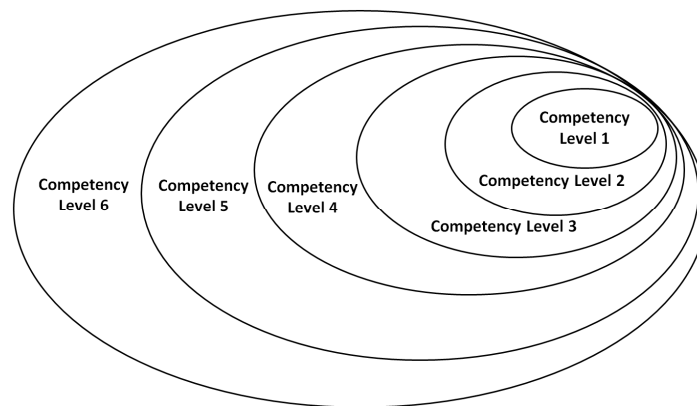 Competency
Level 1
Competency Level 2
Competency
Level 6
Competency
Level 5
Competency
Level 4
Competency Level 3